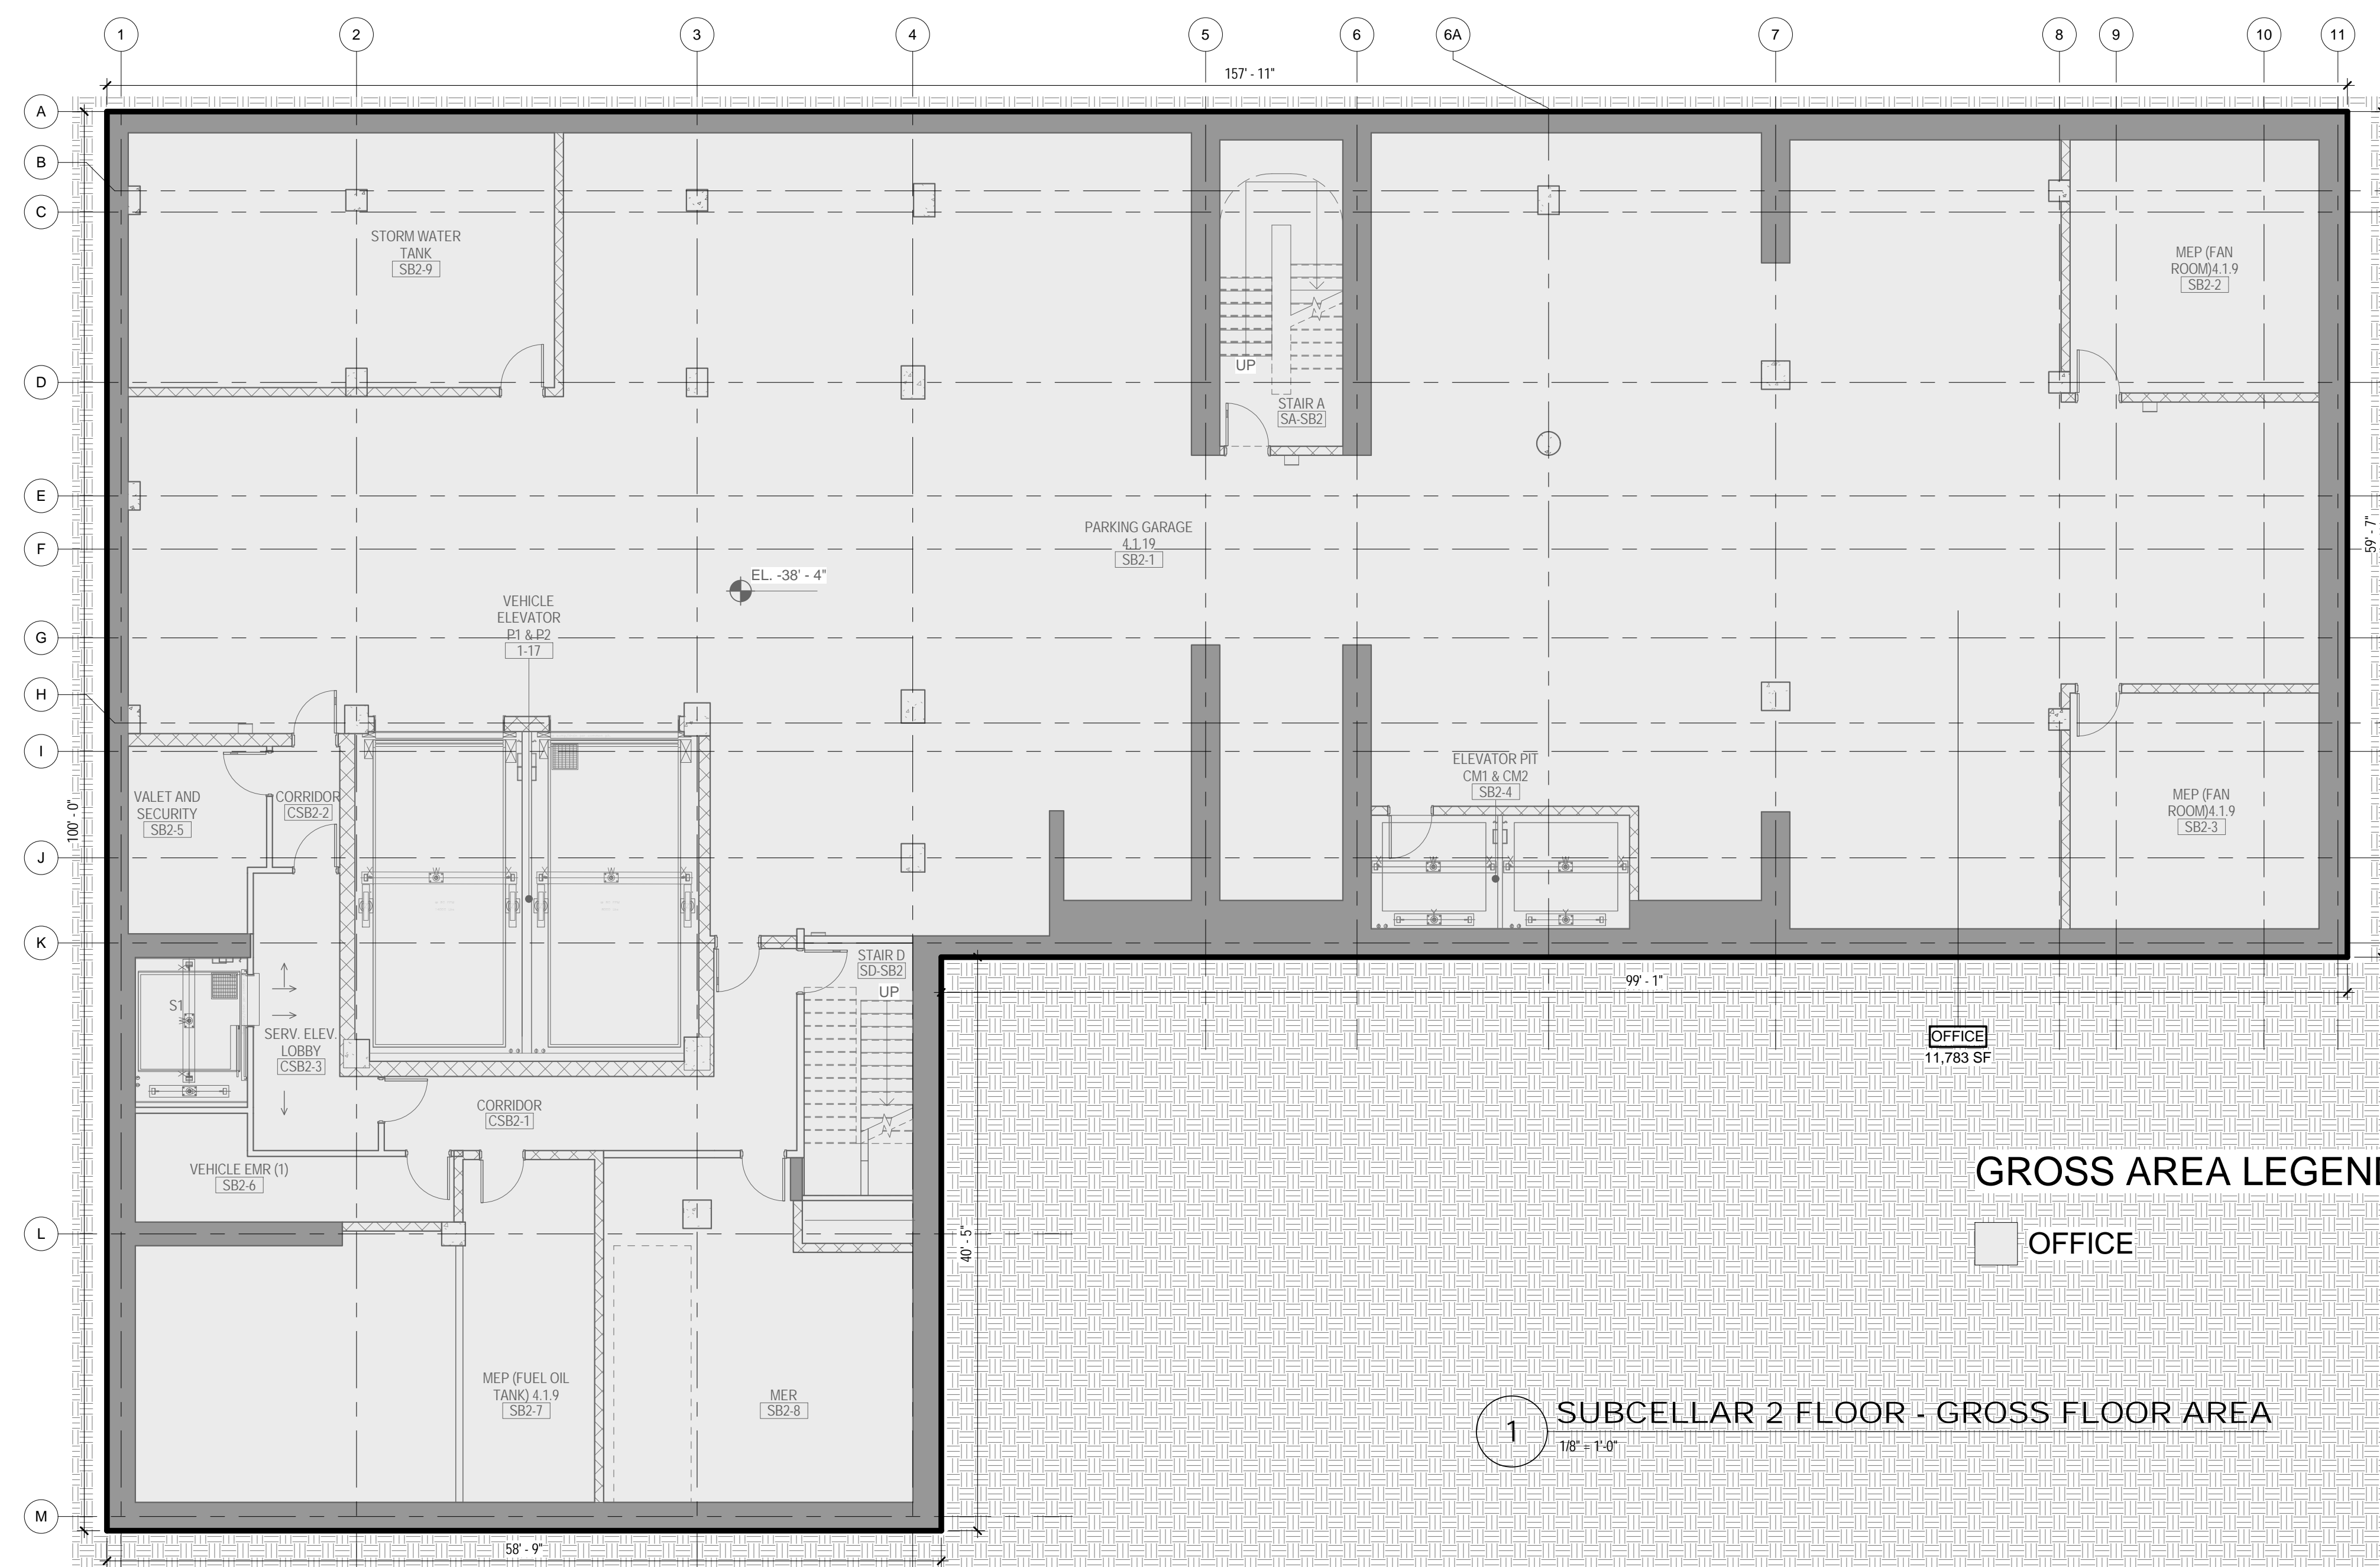 1
2
3
4
5
6
6A
7
8
9
10
11
157' - 11"
A
B
C
D
E
F
G
H
I
J
K
L
M
STORM WATER
TANK
SB2-9
MEP (FAN
ROOM)4.1.9
SB2-2
UP
STAIR A
SA-SB2
PARKING GARAGE
4.1.19
SB2-1
59' - 7"
EL. -38' - 4"
VEHICLE
ELEVATOR
P1 & P2
1-17
ELEVATOR PIT
CM1 & CM2
SB2-4
VALET AND
SECURITY
SB2-5
CORRIDOR
CSB2-2
100' - 0"
MEP (FAN
ROOM)4.1.9
SB2-3
STAIR D
SD-SB2
UP
99' - 1"
S1
SERV. ELEV.
LOBBY
CSB2-3
OFFICE
11,783 SF
CORRIDOR
CSB2-1
VEHICLE EMR (1)
SB2-6
40' - 5"
GROSS AREA LEGEN
OFFICE
MEP (FUEL OIL
TANK) 4.1.9
SB2-7
MER
SB2-8
1
SUBCELLAR 2 FLOOR - GROSS FLOOR AREA
1/8" = 1'-0"
58' - 9"